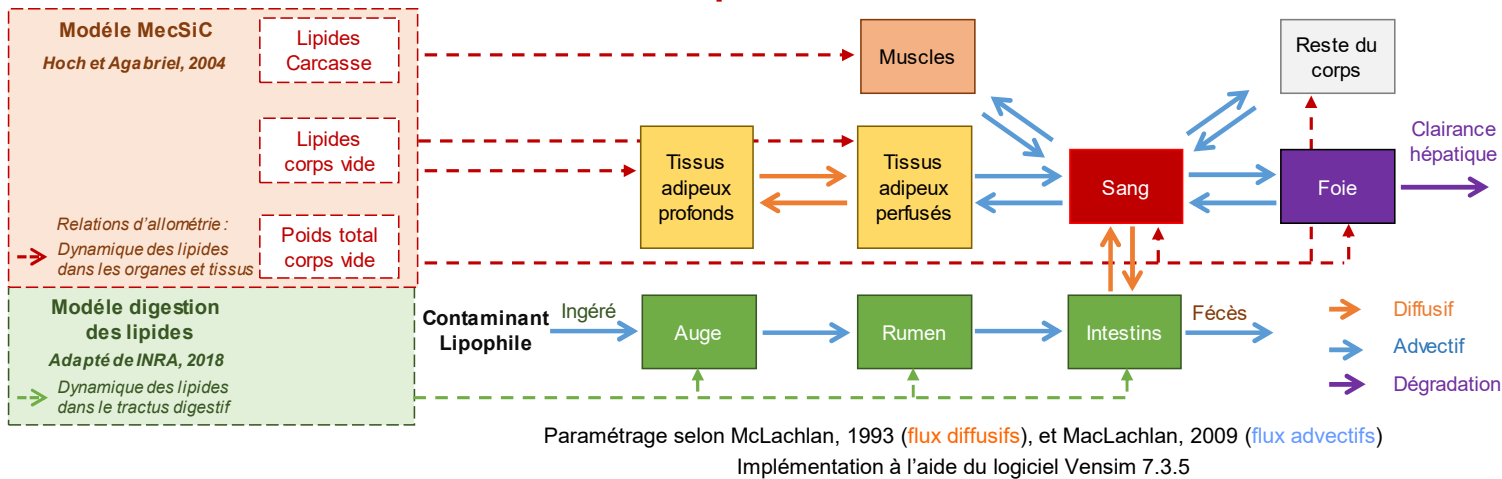 Modéle MecSiC
Hoch et Agabriel, 2004
Lipides
Carcasse
Lipides
corps vide
Relations d'allométrie :
Dynamique des lipides
dans les organes et tissus
Poids total
corps vide
Modéle digestion
des lipides
Adapté de INRA, 2018
Dynamique des lipides
dans le tractus digestif
Muscles
Reste du
corps
Tissus
adipeux
profonds
Tissus
adipeux
perfusés
Sang
Foie
Clairance
hépatique
Contaminant
Lipophile
Ingéré
Auge
Rumen
Intestins
Fécès
Diffusif
Advectif
Dégradation
Paramétrage selon McLachlan, 1993 (flux diffusifs), et MacLachlan, 2009 (flux advectifs)
Implémentation à l'aide du logiciel Vensim 7.3.5